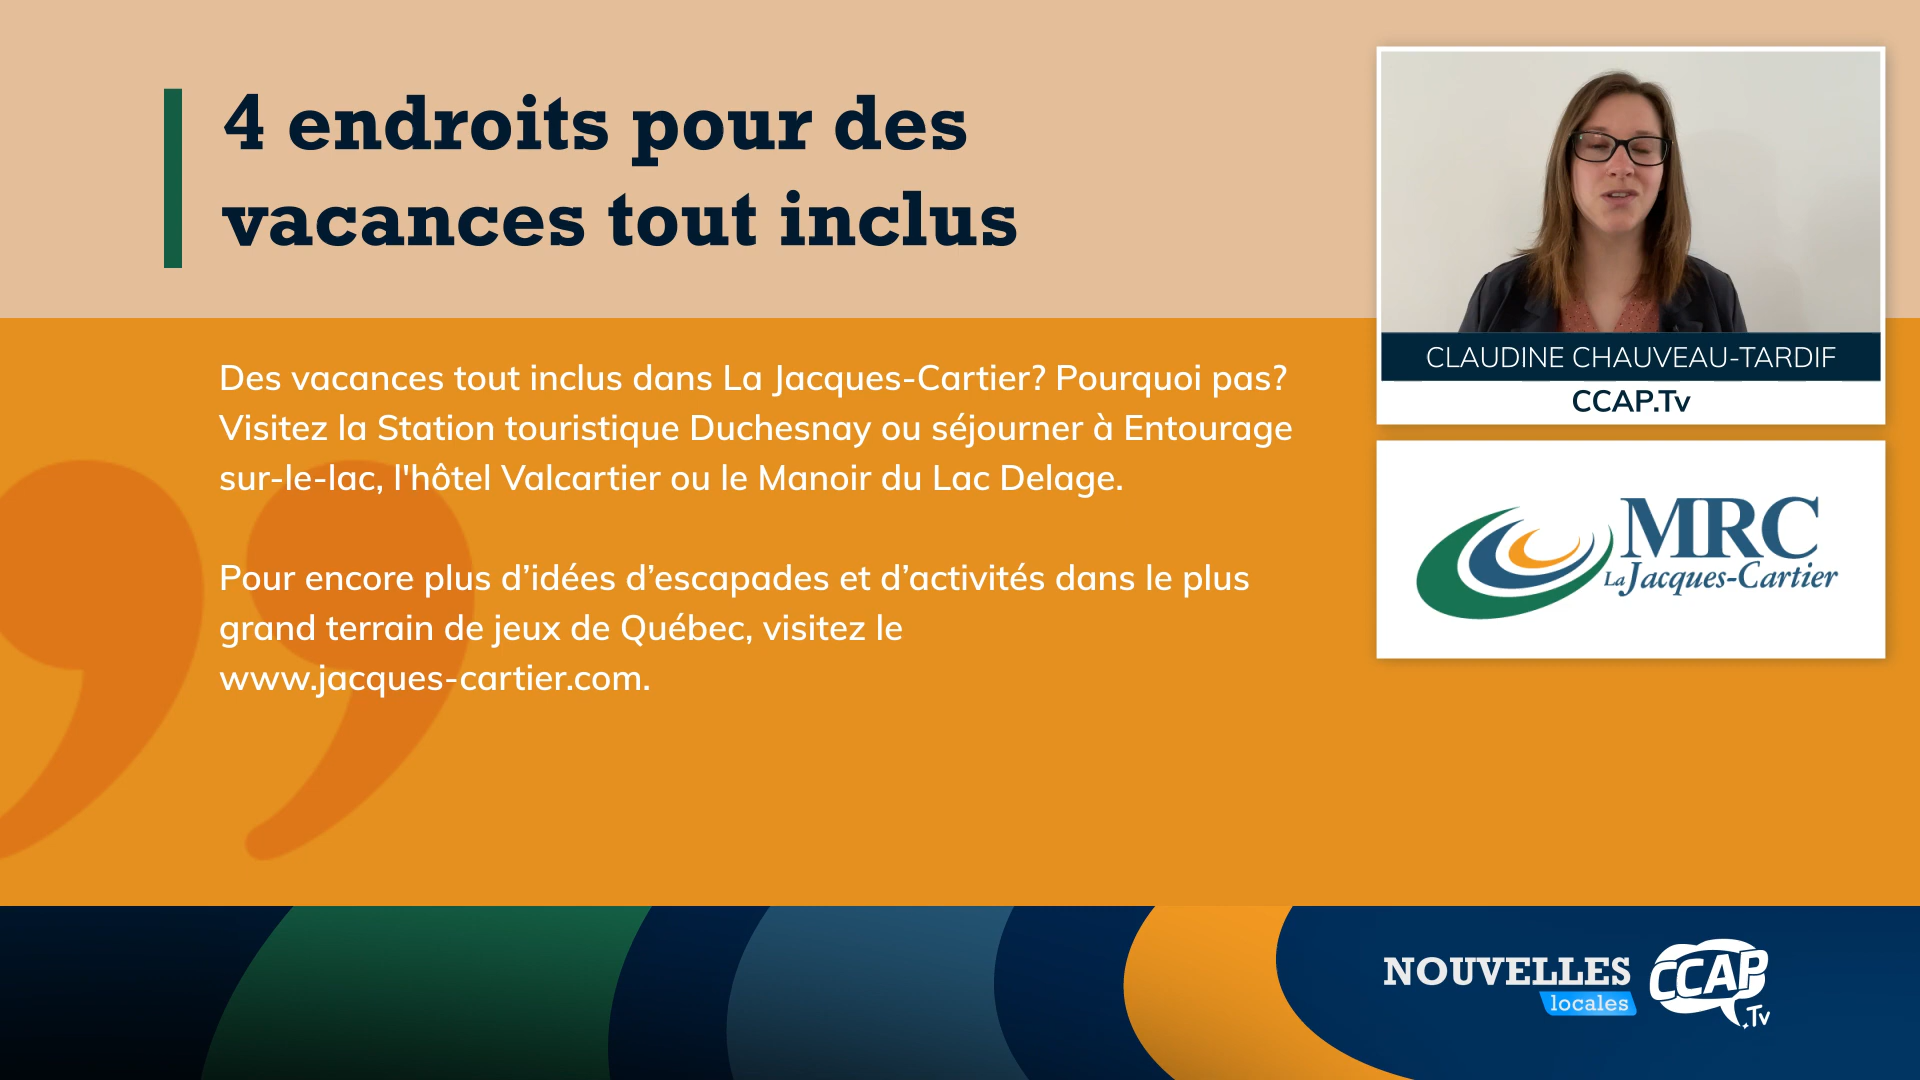 4 endroits pour des
vacances tout inclus
Des vacances tout inclus dans La Jacques-Cartier? Pourquoi pas?
Visitez la Station touristique Duchesnay ou séjourner à Entourage
sur-le-lac, l'hôtel Valcartier ou le Manoir du Lac Delage.
Pour encore plus d’idées d’escapades et d’activités dans le plus
grand terrain de jeux de Québec, visitez le
www.jacques-cartier.com.
CLAUDINE CHAUVEAU-TARDIF
CCAP.Tv
MRC
La Jacques-Cartier
NOUVELLES
locales
CCAP
.Tv